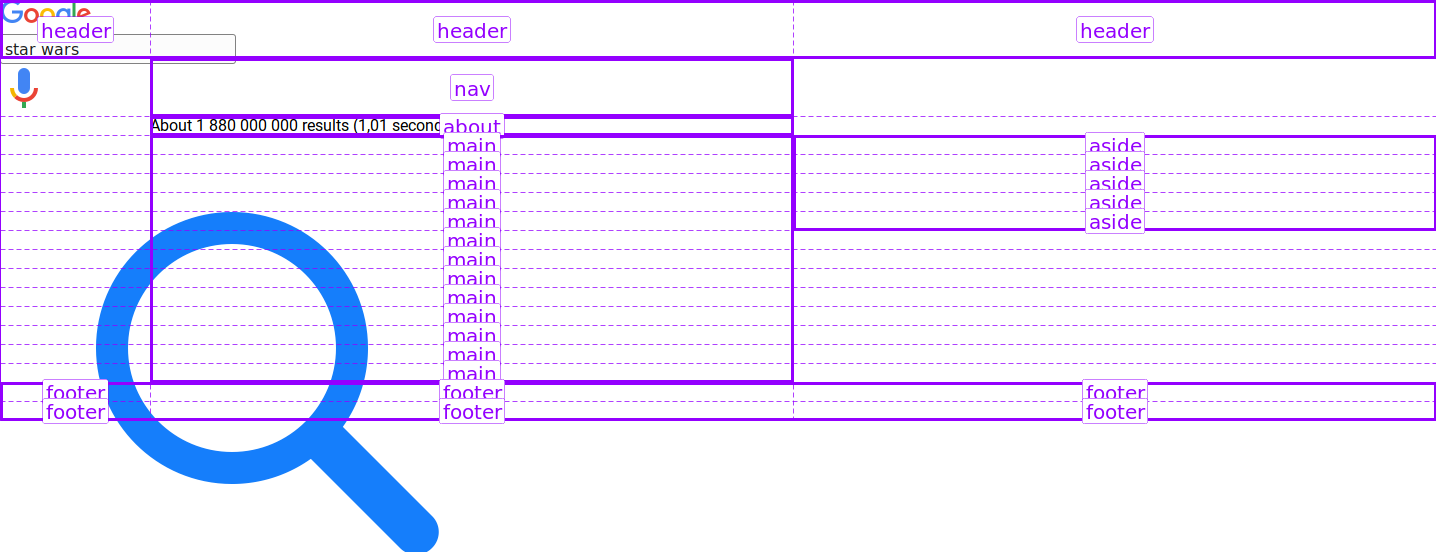 Google
header header header
star wars
nav
About 1 880 000 000 results (1,01 second
about
main aside
main aside
main aside
main aside
main aside
main
main
main
main
main
main
main
main
footer footer footer
footer footer footer